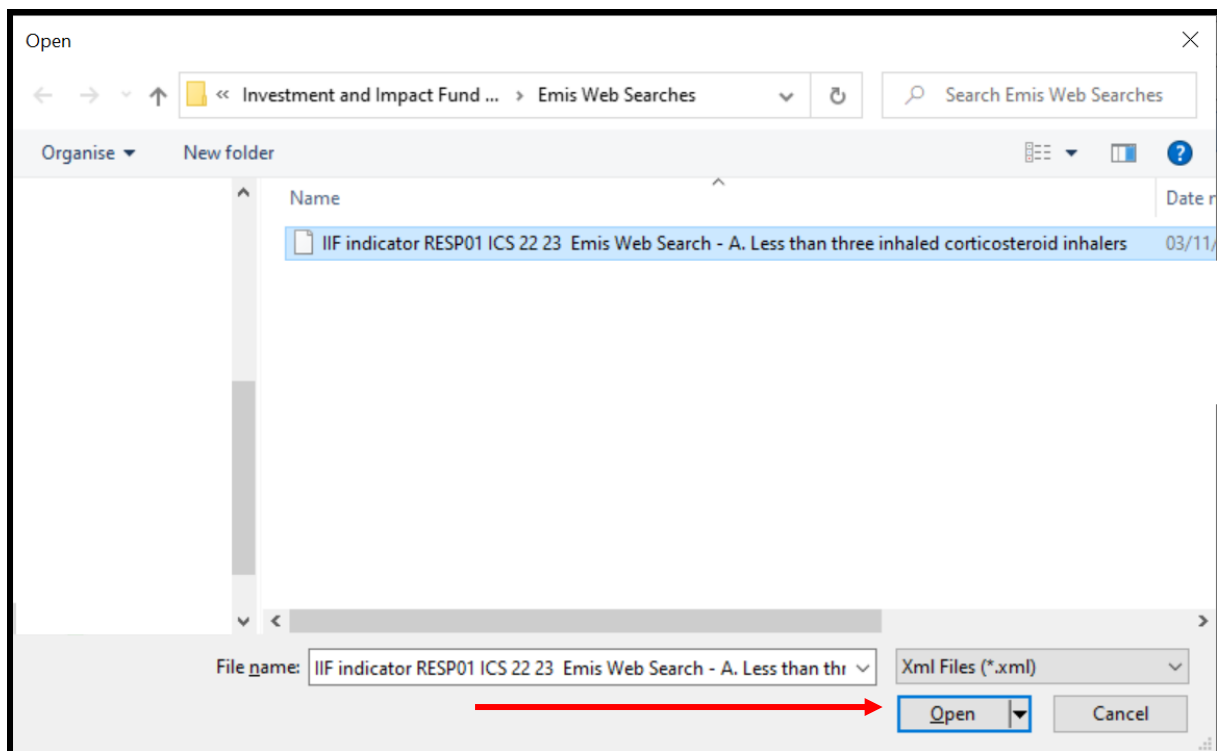 Open
« Investment and Impact Fund ... › Emis Web Searches
Search Emis Web Searches
Organise
New folder
?
Name
Date r
IIF indicator RESP01 ICS 22 23  Emis Web Search - A. Less than three inhaled corticosteroid inhalers
03/11/
File name:
IIF indicator RESP01 ICS 22 23  Emis Web Search - A. Less than thr
Xml Files (*.xml)
Open
Cancel